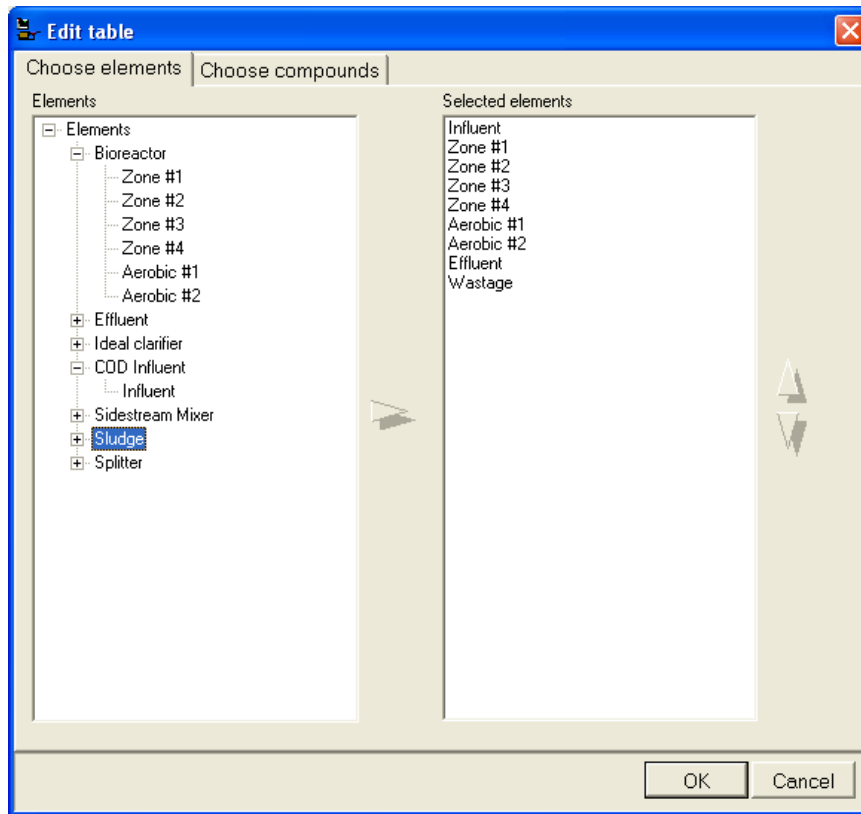 Edit table
Choose elements Choose compounds
Elements
Elements
Bioreactor
Zone #1
Zone #2
Zone #3
Zone #4
Aerobic #1
Aerobic #2
Effluent
Ideal clarifier
COD Influent
Influent
Sidestream Mixer
Sludge
Splitter
Selected elements
Influent
Zone #1
Zone #2
Zone #3
Zone #4
Aerobic #1
Aerobic #2
Effluent
Wastage
OK Cancel